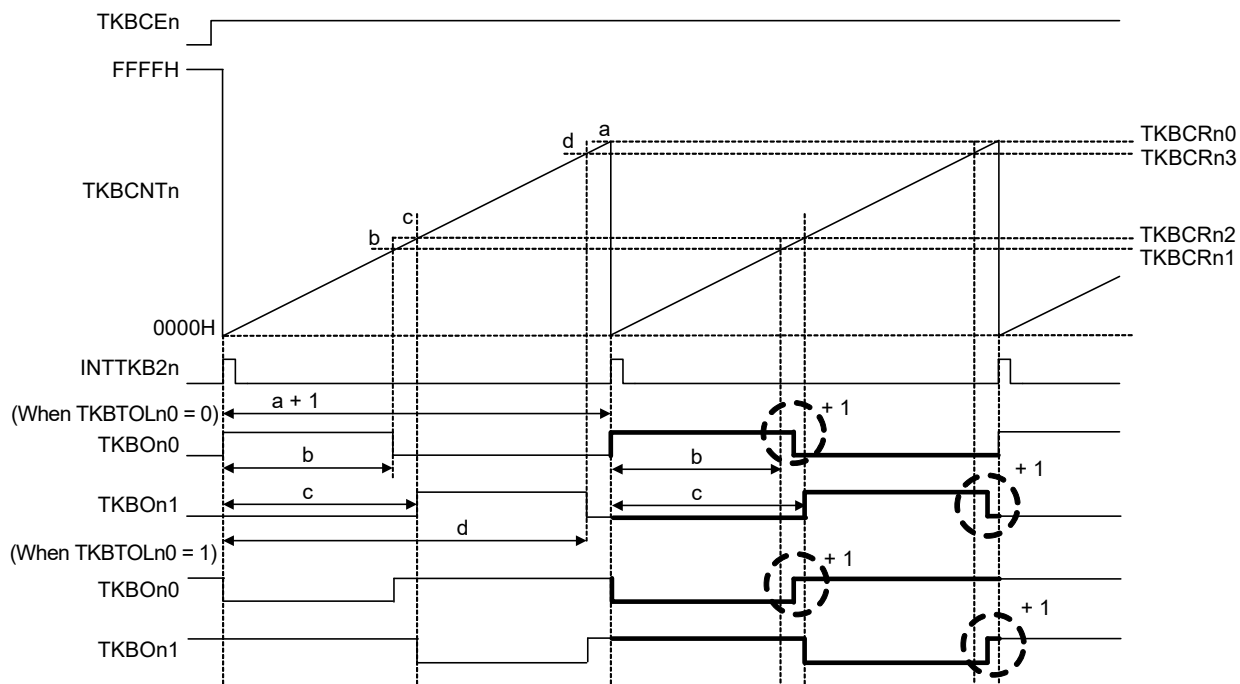 TKBCEn
FFFFH
TKBCNTn
a
d
TKBCRn0
TKBCRn3
c
b
TKBCRn2
TKBCRn1
0000H
INTTKB2n
(When TKBTOLn0 = 0)
a + 1
+ 1
TKBOn0
b
b
+ 1
c
c
TKBOn1
d
(When TKBTOLn0 = 1)
+ 1
TKBOn0
+ 1
TKBOn1